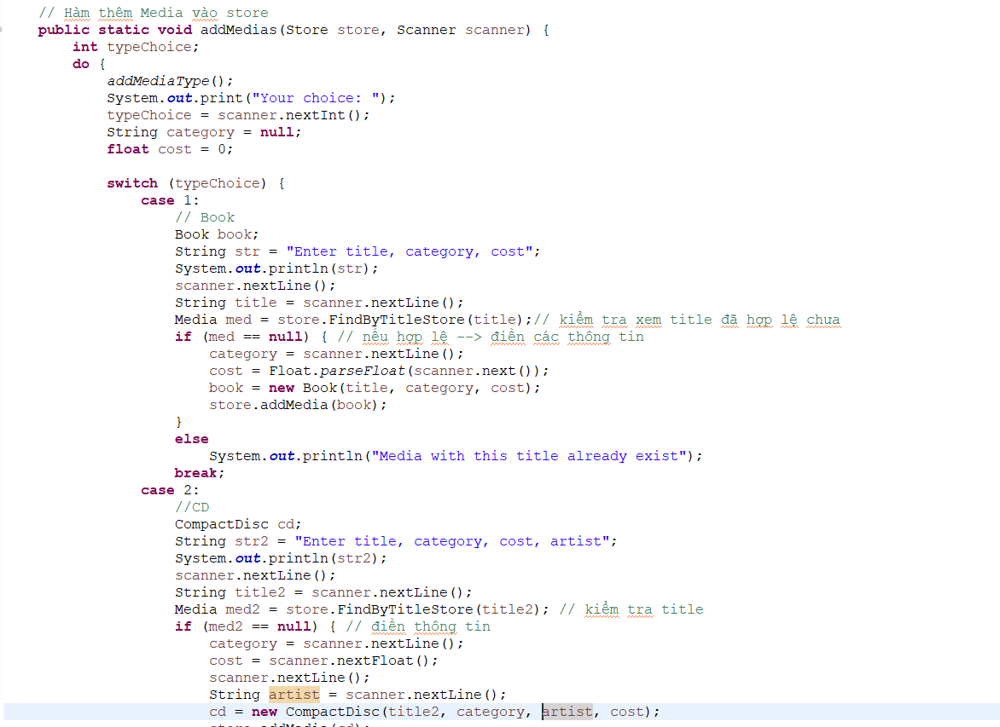 // Hàm thêm Media vào store
public static void addMedias(Store store, Scanner scanner) {
int typeChoice;
do {
addMediaType();
System.out.print("Your choice: ");
typeChoice = scanner.nextInt();
String category = null;
float cost = 0;
switch (typeChoice) {
case 1:
// Book
Book book;
String str = "Enter title, category, cost";
System.out.println(str);
scanner.nextLine();
String title = scanner.nextLine();
Media med = store.FindByTitleStore(title);// kiểm tra xem title đã hợp lệ chưa
if (med == null) { // nếu hợp lệ --> điền các thông tin
category = scanner.nextLine();
cost = Float.parseFloat(scanner.next());
book = new Book(title, category, cost);
store.addMedia(book);
}
else
System.out.println("Media with this title already exist");
break;
case 2:
//CD
CompactDisc cd;
String str2 = "Enter title, category, cost, artist";
System.out.println(str2);
scanner.nextLine();
String title2 = scanner.nextLine();
Media med2 = store.FindByTitleStore(title2); // kiểm tra title
if (med2 == null) { // điền thông tin
category = scanner.nextLine();
cost = scanner.nextFloat();
scanner.nextLine();
String artist = scanner.nextLine();
cd = new CompactDisc(title2, category, artist, cost);
store.addMedia(cd);